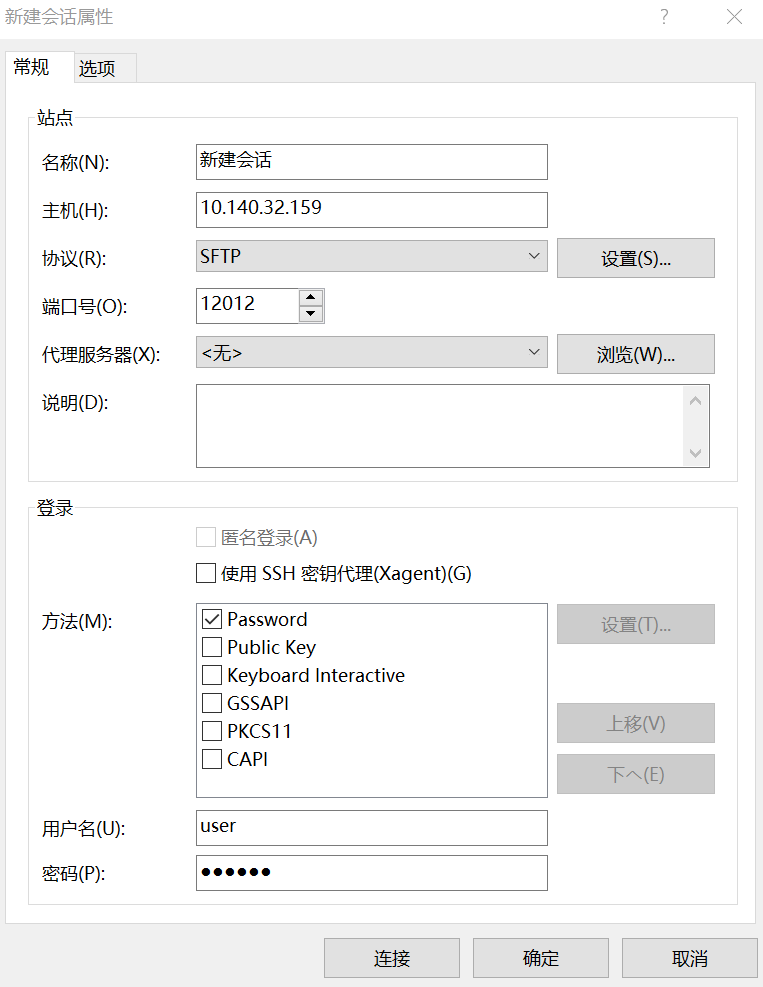 新建会话属性 ?
常规 选项
站点
名称(N): 新建会话
主机(H): 10.140.32.159
协议(R): SFTP 设置(S)...
端口号(O): 12012
代理服务器(X): <无> 浏览(W)...
说明(D):
登录
匿名登录(A)
使用 SSH 密钥代理(Xagent)(G)
方法(M): Password 设置(T)...
Public Key
Keyboard Interactive
GSSAPI
PKCS11 上移(V)
CAPI 下へ(E)
用户名(U): user
密码(P): ●●●●●●
连接 确定 取消